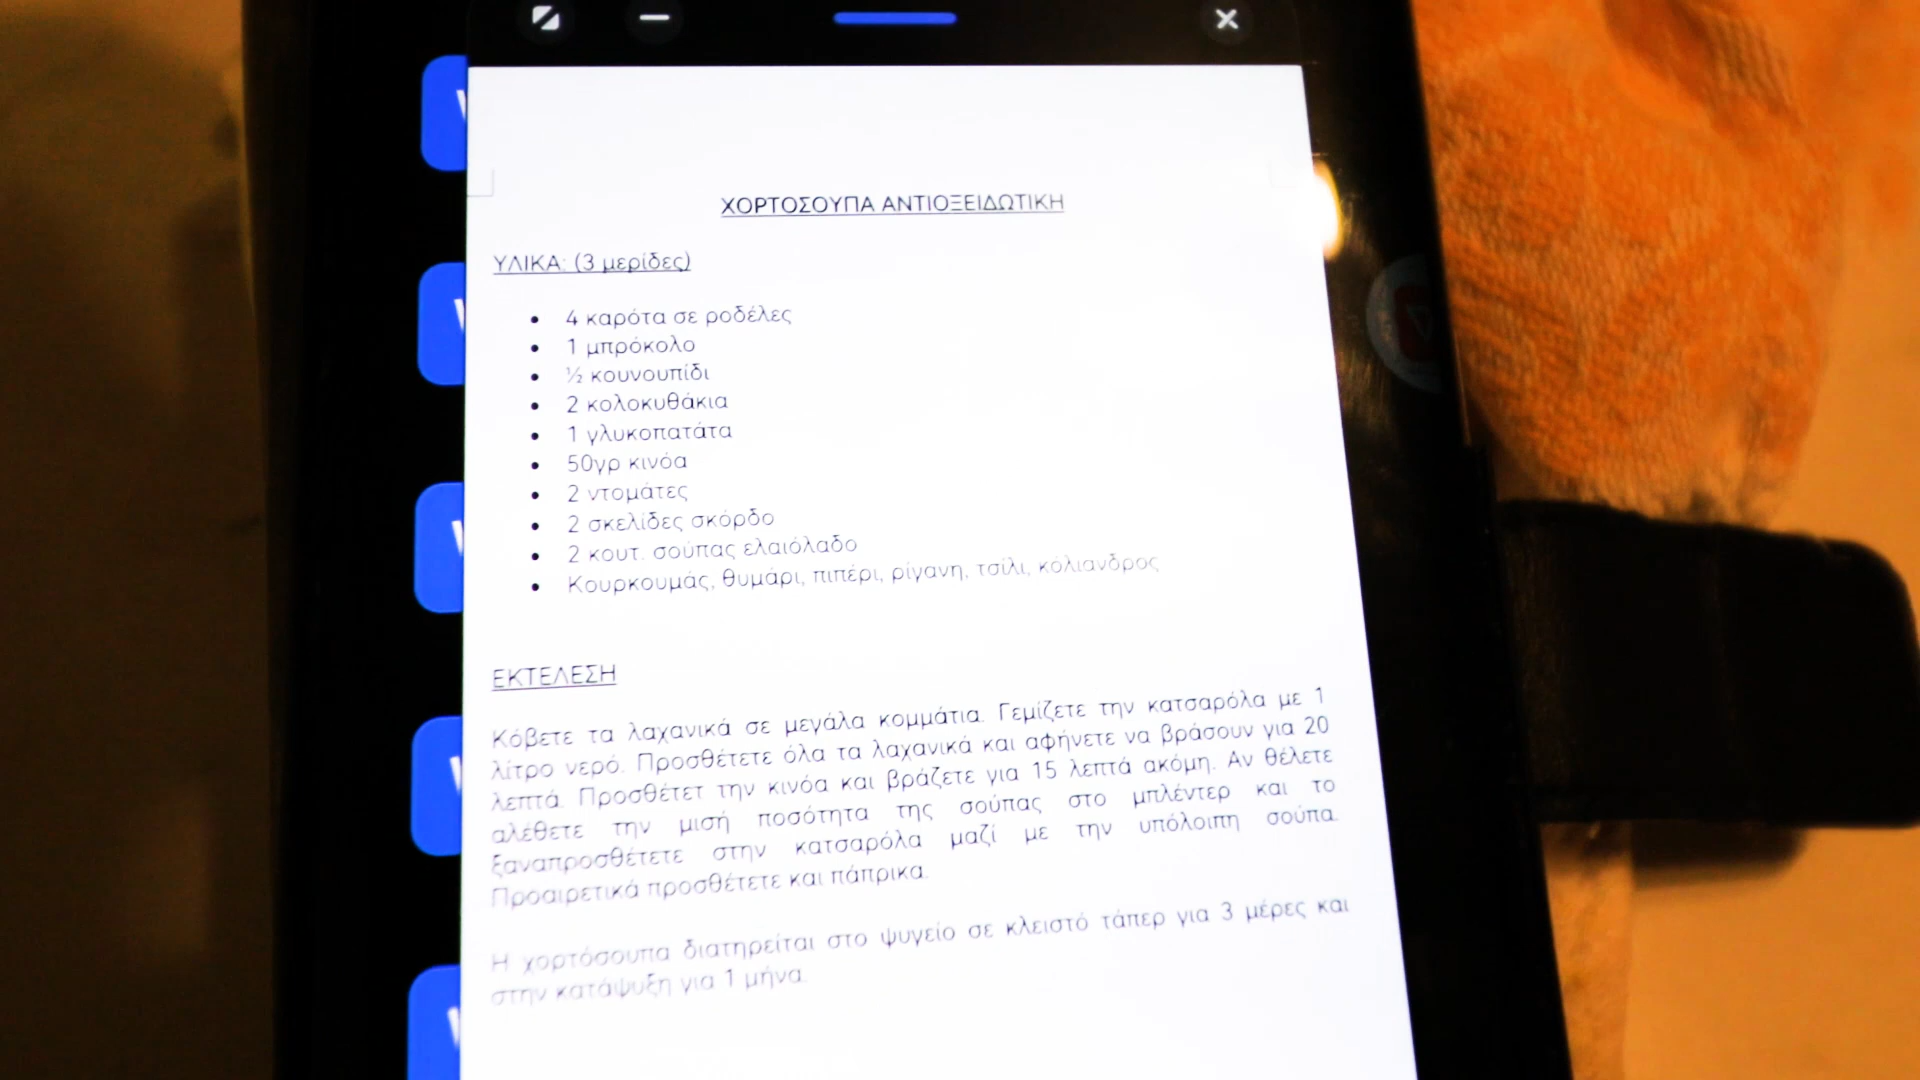 ΧΟΡΤΟΣΟΥΠΑ ΑΝΤΙΟΞΕΙΔΩΤΙΚΗ
ΥΛΙΚΑ: (3 μερίδες)
• 4 καρότα σε ροδέλες
• 1 μπρόκολο
• ½ κουνουπίδι
• 2 κολοκυθάκια
• 1 γλυκοπατάτα
• 50γρ κινόα
• 2 ντομάτες
• 2 σκελίδες σκόρδο
• 2 κουτ. σούπας ελαιόλαδο
• Κουρκουμάς, θυμάρι, πιπέρι, ρίγανη, τσίλι, κόλιανδρος
ΕΚΤΕΛΕΣΗ
Κόβετε τα λαχανικά σε μεγάλα κομμάτια. Γεμίζετε την κατσαρόλα με 1
λίτρο νερό. Προσθέτετε όλα τα λαχανικά και αφήνετε να βράσουν για 20
λεπτά. Προσθέτετ την κινόα και βράζετε για 15 λεπτά ακόμη. Αν θέλετε
αλέθετε την μισή ποσότητα της σούπας στο μπλέντερ και το
ξαναπροσθέτετε στην κατσαρόλα μαζί με την υπόλοιπη σούπα.
Προαιρετικά προσθέτετε και πάπρικα.
Η χορτόσουπα διατηρείται στο ψυγείο σε κλειστό τάπερ για 3 μέρες και
στην κατάψυξη για 1 μήνα.